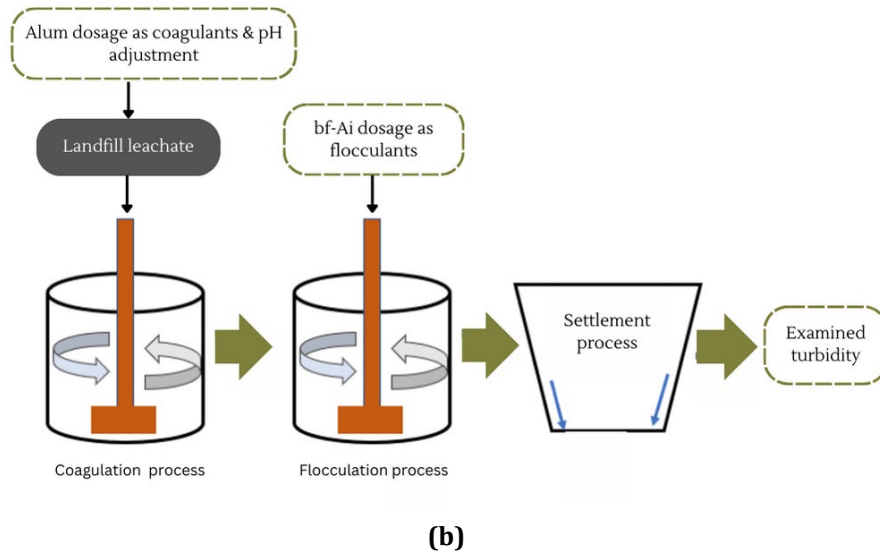 Alum dosage as coagulants & pH
adjustment
Landfill leachate
bf-Ai dosage as
flocculants
Settlement
process
Examined
turbidity
Coagulation process
Flocculation process
(b)